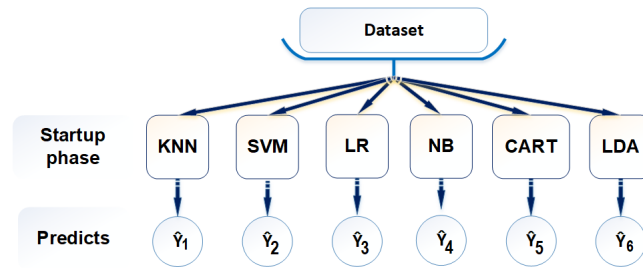 Dataset
Startup
phase
KNN SVM LR NB CART LDA
Predicts
Ŷ1 Ŷ2 Ŷ3 Ŷ4 Ŷ5 Ŷ6